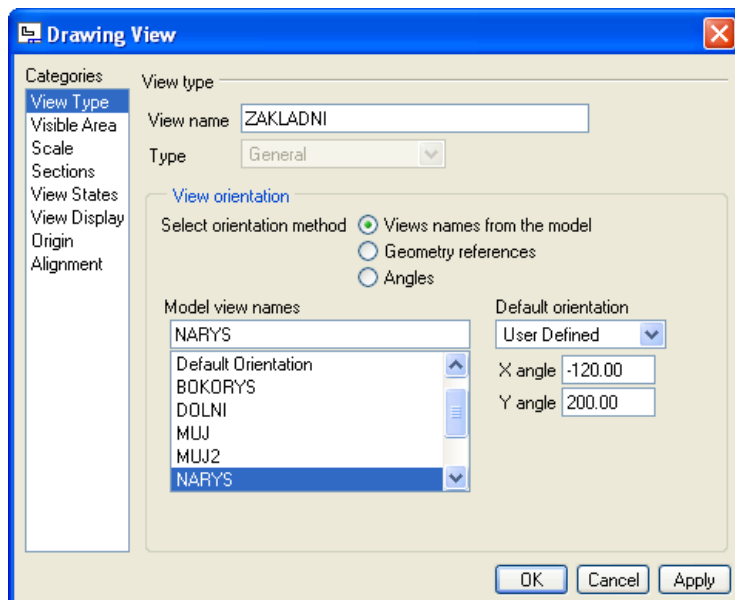 Drawing View
Categories
View Type
Visible Area
Scale
Sections
View States
View Display
Origin
Alignment
View type
View name ZAKLADNI
Type General
View orientation
Select orientation method Views names from the model
Geometry references
Angles
Model view names
NARYS
Default Orientation
BOKORYS
DOLNI
MUJ
MUJ2
NARYS
Default orientation
User Defined
X angle -120.00
Y angle 200.00
OK Cancel Apply